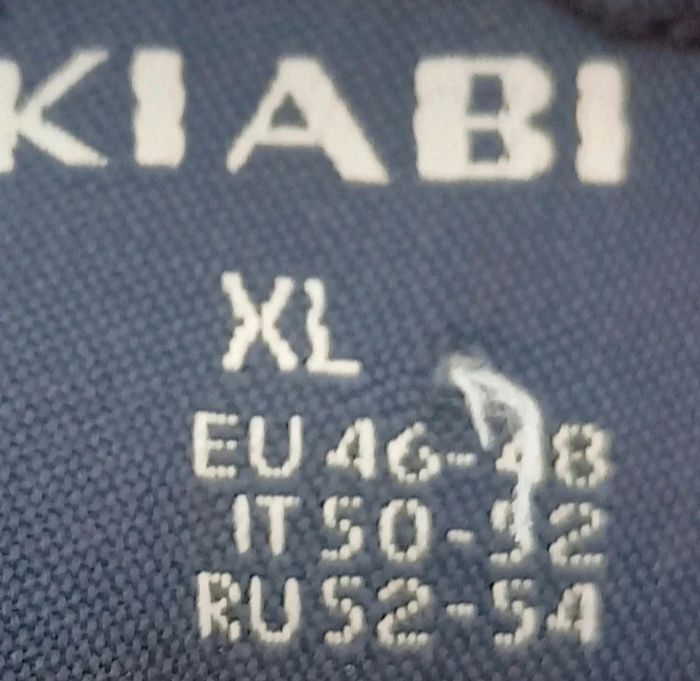 KIABI
XL
EU 46-48
IT 50-52
RU 52-54